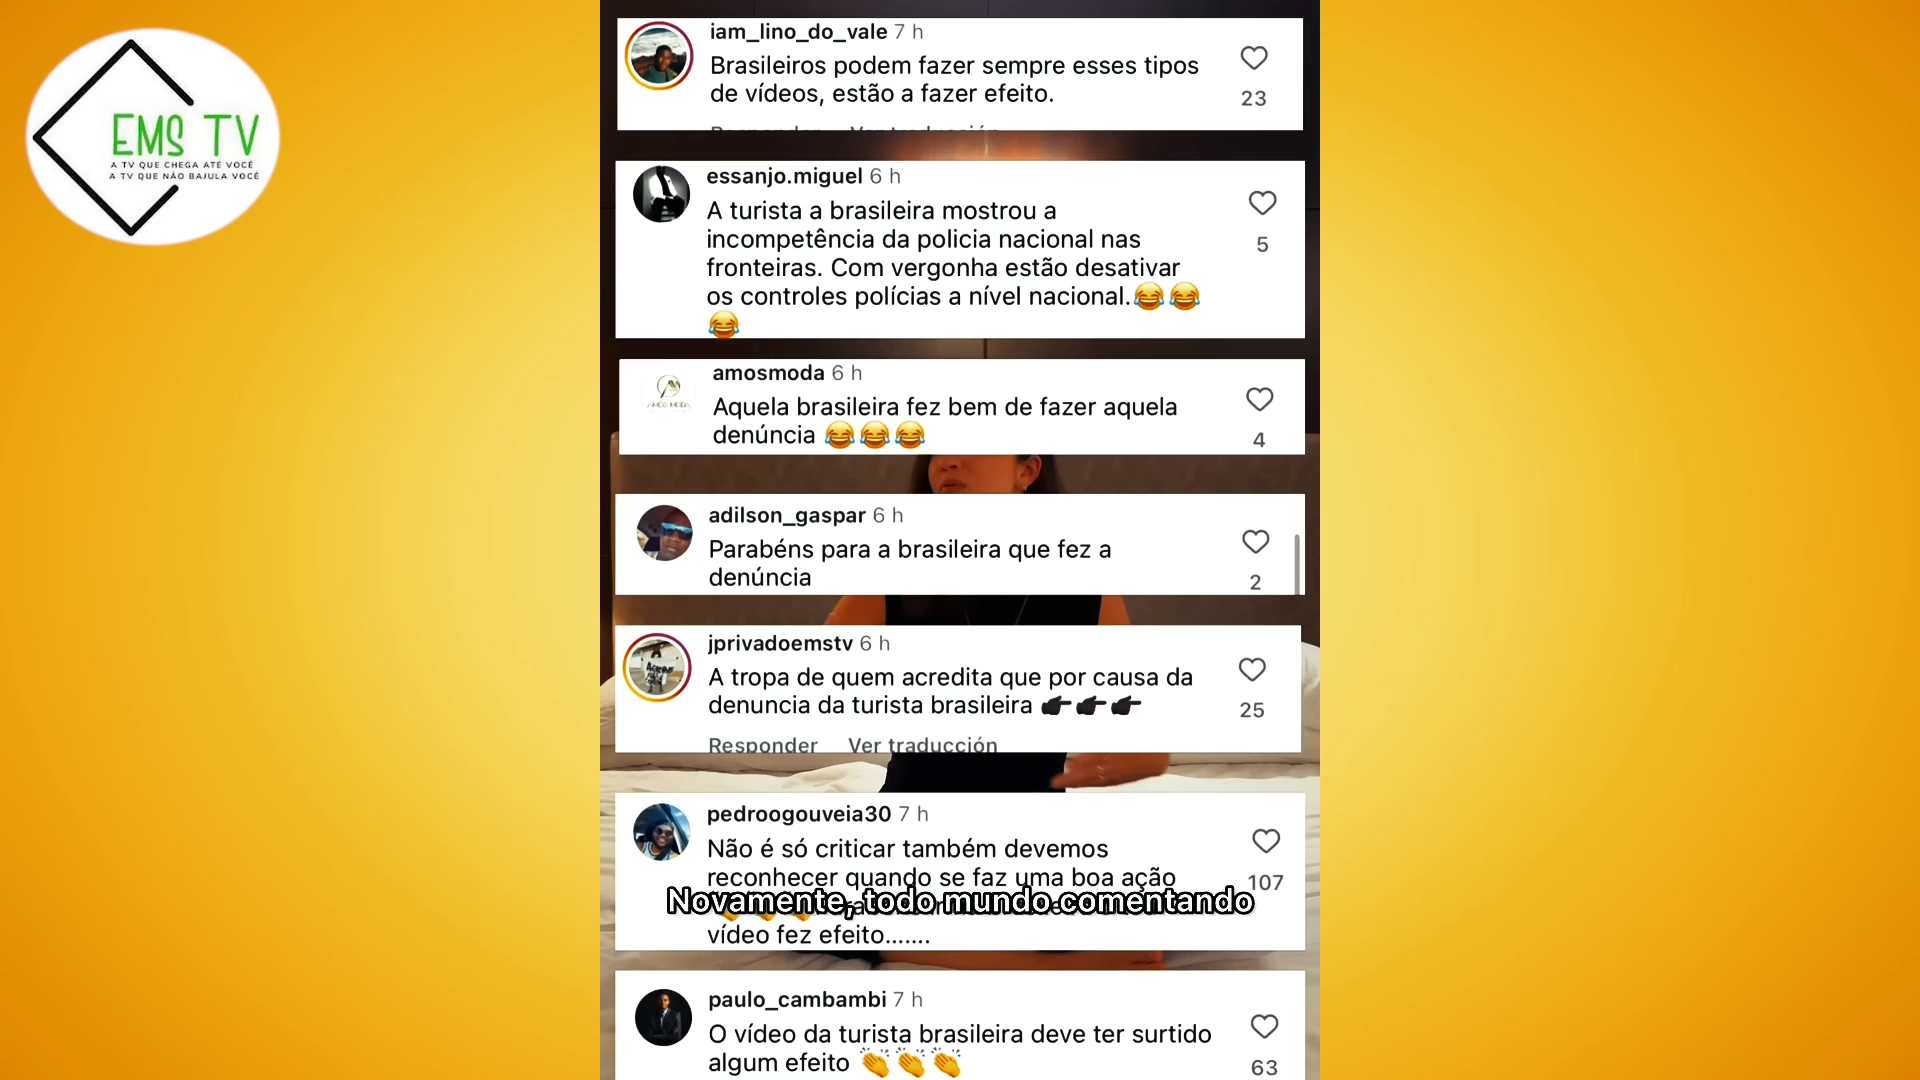 EMS TV
A TV QUE CHEGA ATÉ VOCÊ
A TV QUE NÃO BAJULA VOCÊ
iam_lino_do_vale 7 h
Brasileiros podem fazer sempre esses tipos
de vídeos, estão a fazer efeito.
23
Responder Ver traducción
essanjo.miguel 6 h
A turista a brasileira mostrou a
incompetência da policia nacional nas
fronteiras. Com vergonha estão desativar
os controles polícias a nível nacional.😂😂
😂
5
amosmoda 6 h
Aquela brasileira fez bem de fazer aquela
denúncia 😂😂😂
4
AMOS MODA
adilson_gaspar 6 h
Parabéns para a brasileira que fez a
denúncia
2
jprivadoemstv 6 h
A tropa de quem acredita que por causa da
denuncia da turista brasileira 👉🏿👉🏿👉🏿
25
Responder Ver traducción
pedroogouveia30 7 h
Não é só criticar também devemos
reconhecer quando se faz uma boa ação
107
Novamente, todo mundo comentando
vídeo fez efeito.......
paulo_cambambi 7 h
O vídeo da turista brasileira deve ter surtido
algum efeito 👏👏👏
63